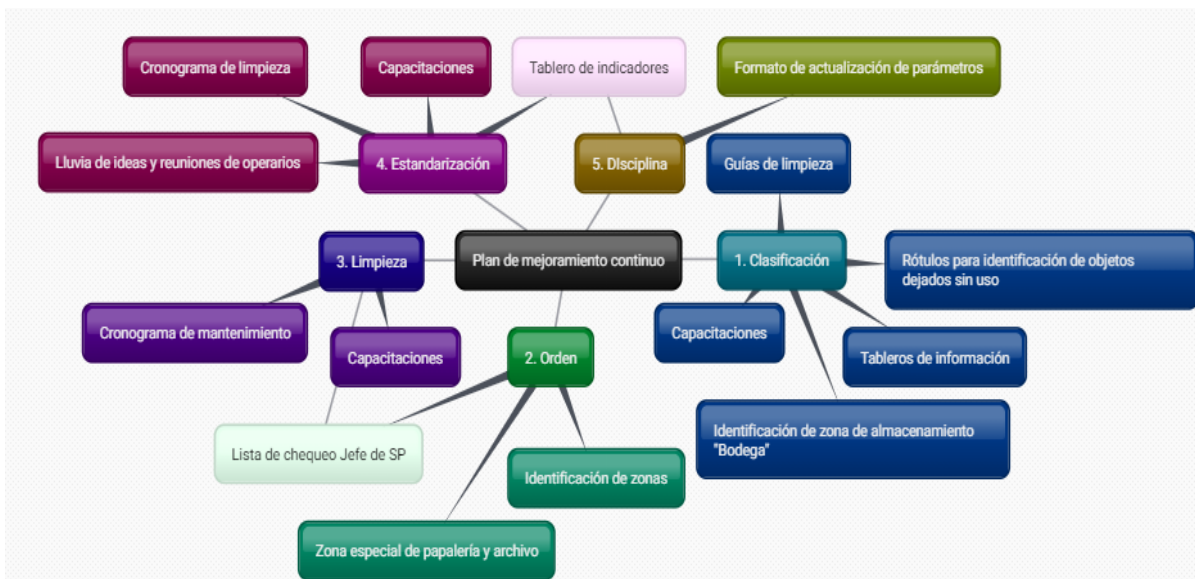 Cronograma de limpieza
Capacitaciones
Tablero de indicadores
Formato de actualización de parámetros
Lluvia de ideas y reuniones de operarios
4. Estandarización
5. DIsciplina
Guías de limpieza
3. Limpieza
Plan de mejoramiento continuo
1. Clasificación
Rótulos para identificación de objetos
dejados sin uso
Cronograma de mantenimiento
Capacitaciones
2. Orden
Capacitaciones
Tableros de información
Lista de chequeo Jefe de SP
Identificación de zonas
Identificación de zona de almacenamiento
"Bodega"
Zona especial de papalería y archivo